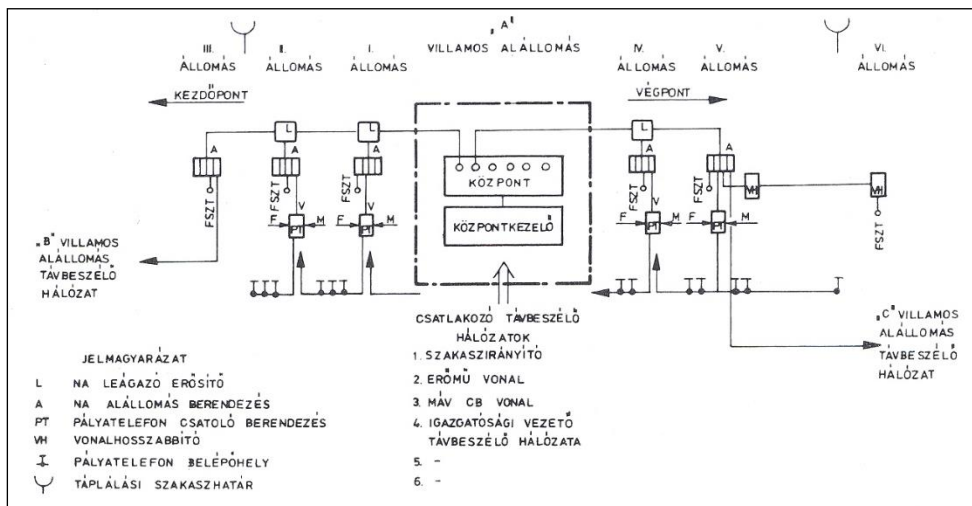 „A”
VILLAMOS ALÁLLOMÁS
III. ÁLLOMÁS
II. ÁLLOMÁS
I. ÁLLOMÁS
IV. ÁLLOMÁS
V. ÁLLOMÁS
VI. ÁLLOMÁS
KEZDŐPONT
VÉGPONT
L
L
L
A
A
A
A
A
FSZT
FSZT
FSZT
FSZT
FSZT
FSZT
V
V
V
V
F PT M
F PT M
F PT M
F PT M
VH
VH
KÖZPONT
KÖZPONTKEZELŐ
„B” VILLAMOS
ALÁLLOMÁS
TÁVBESZÉLŐ
HÁLÓZAT
„C” VILLAMOS
ALÁLLOMÁS
TÁVBESZÉLŐ
HÁLÓZAT
CSATLAKOZÓ TÁVBESZÉLŐ
HÁLÓZATOK
1. SZAKASZIRÁNYÍTÓ
2. ERŐMŰ VONAL
3. MÁV CB VONAL
4. IGAZGATÓSÁGI VEZETŐ
TÁVBESZÉLŐ HÁLÓZATA
5. -
6. -
JELMAGYARÁZAT
L NA LEÁGAZÓ ERŐSÍTŐ
A NA ALÁLLOMÁS BERENDEZÉS
PT PÁLYATELEFON CSATOLÓ BERENDEZÉS
VH VONALHOSSZABBÍTÓ
PÁLYATELEFON BELÉPŐHELY
TÁPLÁLÁSI SZAKASZHATÁR